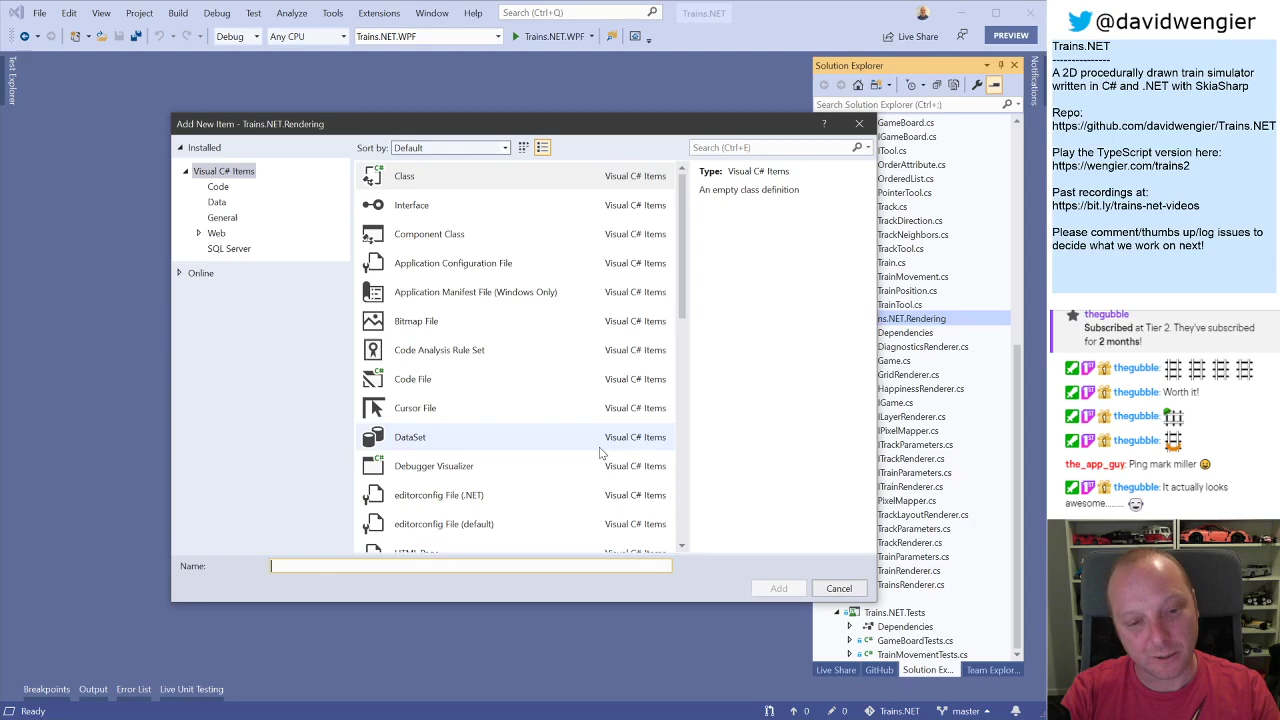 File Edit View Project Build Debug Test Analyze Tools Extensions Window Help Search (Ctrl+Q) Trains.NET
Debug Any CPU Trains.NET.WPF Trains.NET.WPF Live Share PREVIEW
Test Explorer
Solution Explorer
Notifications
Search Solution Explorer (Ctrl+;)
GameBoard.cs
IGameBoard.cs
ITool.cs
OrderAttribute.cs
OrderedList.cs
PointerTool.cs
Track.cs
TrackDirection.cs
TrackNeighbors.cs
TrackTool.cs
Train.cs
TrainMovement.cs
TrainPosition.cs
TrainTool.cs
ns.NET.Rendering
Dependencies
DiagnosticsRenderer.cs
Game.cs
GridRenderer.cs
HappinessRenderer.cs
IGame.cs
ILayerRenderer.cs
IPixelMapper.cs
ITrackParameters.cs
ITrackRenderer.cs
ITrainParameters.cs
ITrainRenderer.cs
PixelMapper.cs
TrackLayoutRenderer.cs
TrackParameters.cs
TrackRenderer.cs
TrainParameters.cs
TrainRenderer.cs
TrainsRenderer.cs
Trains.NET.Tests
Dependencies
GameBoardTests.cs
TrainMovementTests.cs
Live Share GitHub Solution Ex... Team Explor...
Add New Item - Trains.NET.Rendering
Installed
Visual C# Items
Code
Data
General
Web
SQL Server
Online
Sort by: Default
Search (Ctrl+E)
Class Visual C# Items
Interface Visual C# Items
Component Class Visual C# Items
Application Configuration File Visual C# Items
Application Manifest File (Windows Only) Visual C# Items
Bitmap File Visual C# Items
Code Analysis Rule Set Visual C# Items
Code File Visual C# Items
Cursor File Visual C# Items
DataSet Visual C# Items
Debugger Visualizer Visual C# Items
editorconfig File (.NET) Visual C# Items
editorconfig File (default) Visual C# Items
HTML Page Visual C# Items
Type: Visual C# Items
An empty class definition
Name:
Add Cancel
Breakpoints Output Error List Live Unit Testing
Ready 0 0 Trains.NET master
@davidwengier
Trains.NET
--------------
A 2D procedurally drawn train simulator
written in C# and .NET with SkiaSharp
Repo:
https://github.com/davidwengier/Trains.NET
Play the TypeScript version here:
https://wengier.com/trains2
Past recordings at:
https://bit.ly/trains-net-videos
Please comment/thumbs up/log issues to
decide what we work on next!
thegubble
Subscribed at Tier 2. They've subscribed
for 2 months!
thegubble:
thegubble: Worth it!
thegubble:
thegubble:
the_app_guy: Ping mark miller
thegubble: It actually looks
awesome.........